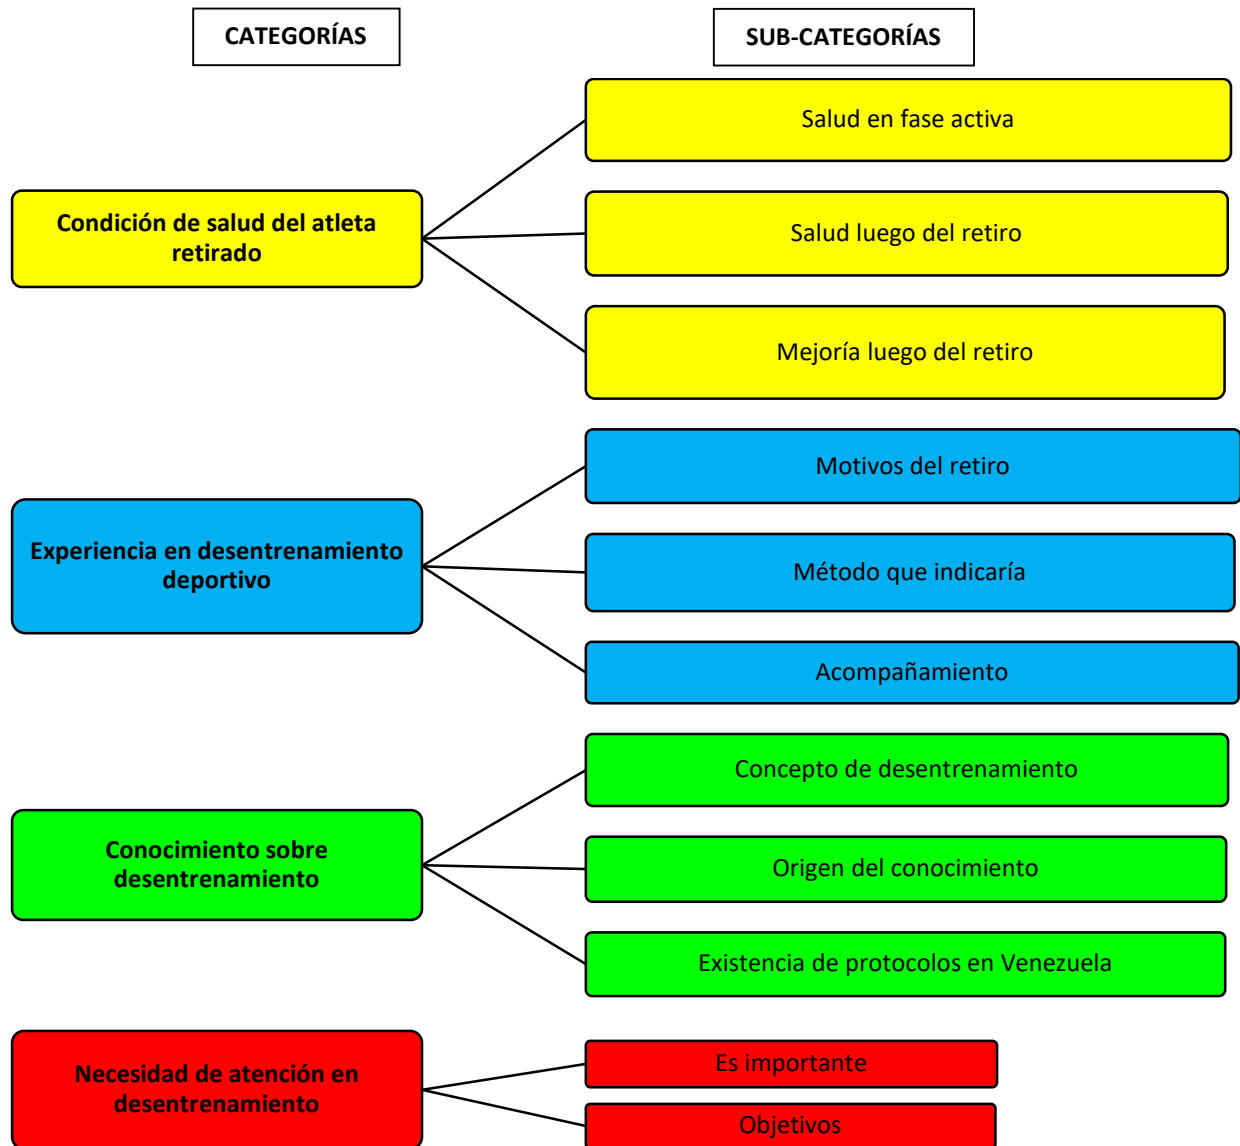 CATEGORÍAS
SUB-CATEGORÍAS
Condición de salud del atleta
retirado
Salud en fase activa
Salud luego del retiro
Mejoría luego del retiro
Experiencia en desentrenamiento
deportivo
Motivos del retiro
Método que indicaría
Acompañamiento
Conocimiento sobre
desentrenamiento
Concepto de desentrenamiento
Origen del conocimiento
Existencia de protocolos en Venezuela
Necesidad de atención en
desentrenamiento
Es importante
Objetivos